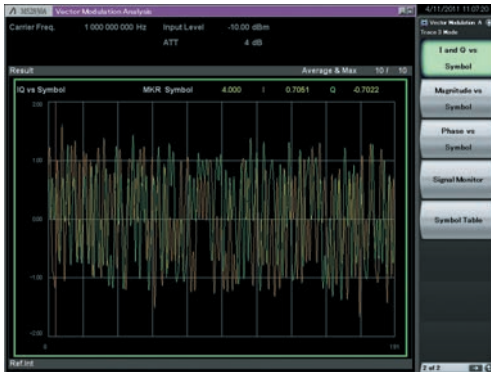 Vector Modulation Analysis
4/11/2011 11:07:20
Carrier Freq. 1 000 000 000 Hz Input Level -10.00 dBm
ATT 4 dB
Vector Modulation A
Trace D Mode
I and Q vs
Symbol
Magnitude vs
Symbol
Phase vs
Symbol
Signal Monitor
Symbol Table
Result Average & Max 10 / 10
IQ vs Symbol MKR Symbol 4.000 I 0.7051 Q -0.7022
2.00
1.00
0.00
-1.00
-2.00
0 191
Ref.Int
2 of 2